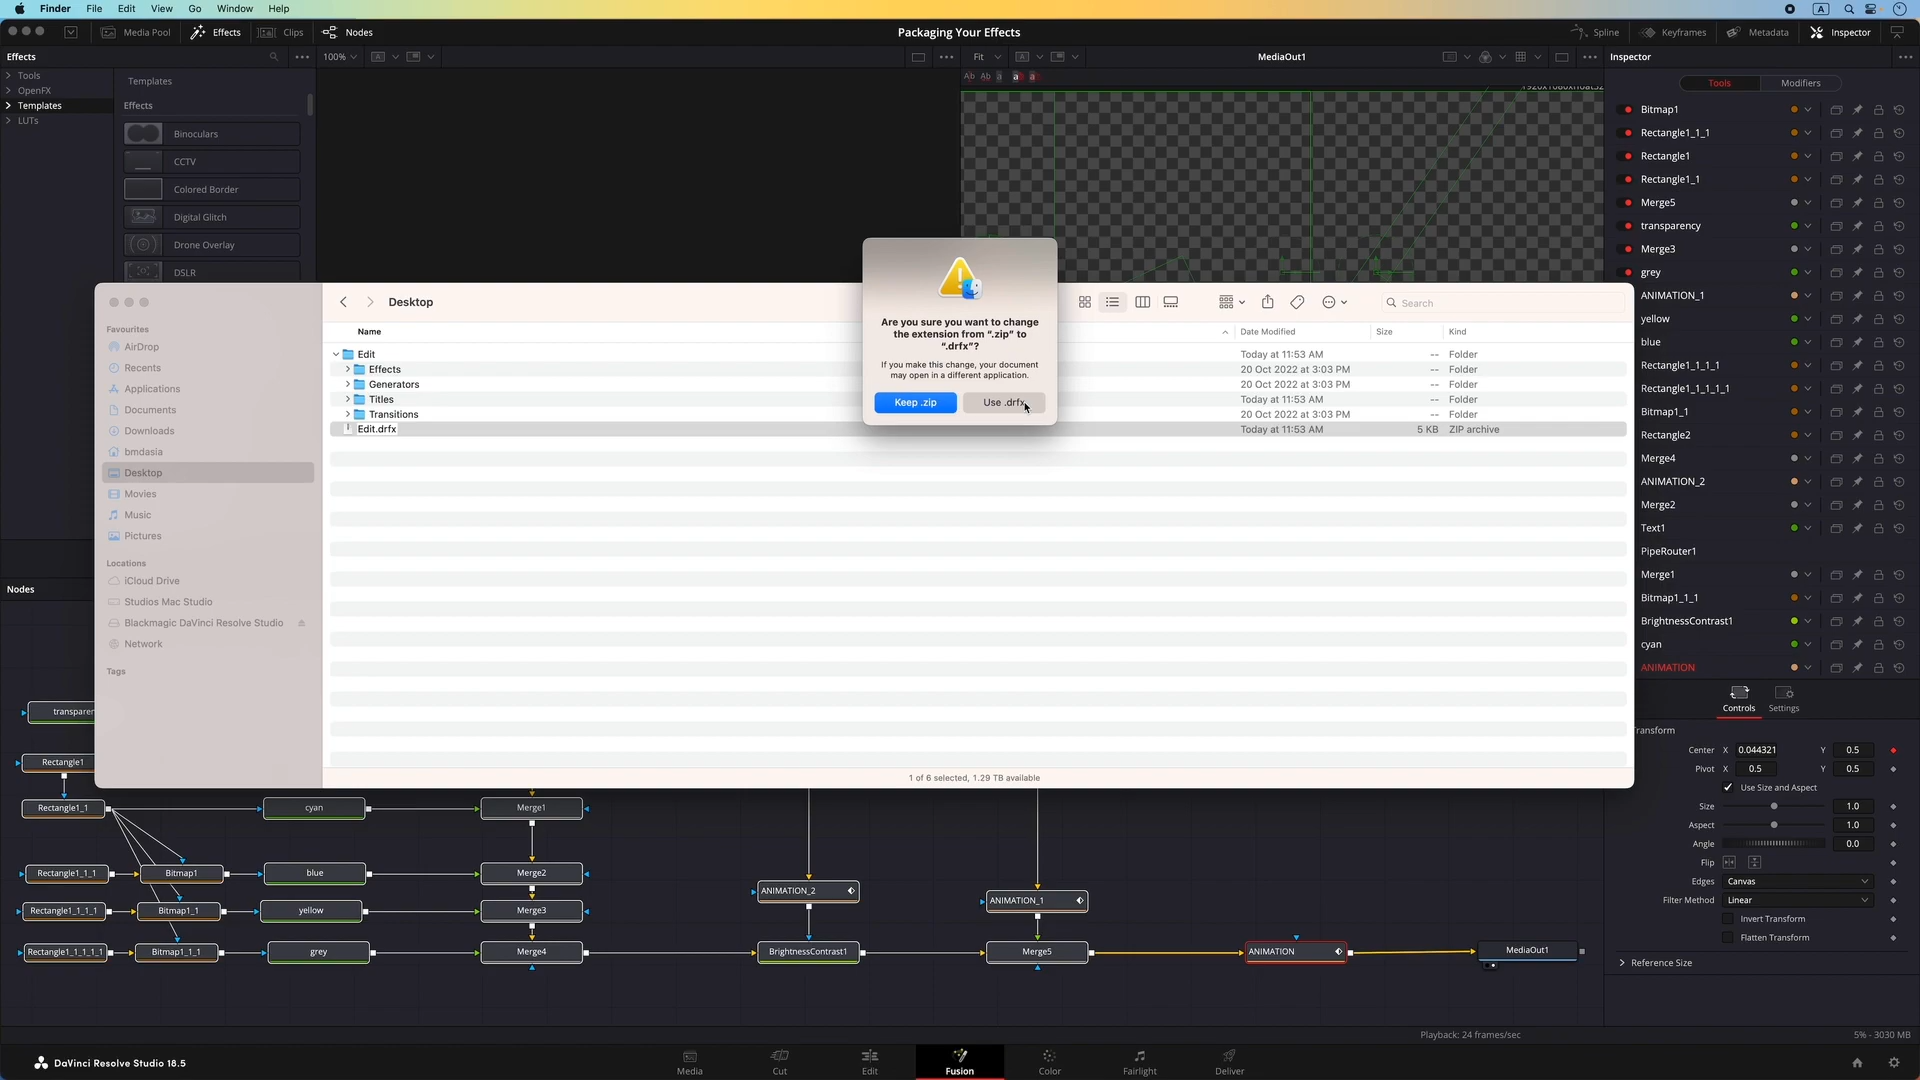 Finder File Edit View Go Window Help A
Media Pool Effects Clips Nodes Packaging Your Effects Spline Keyframes Metadata Inspector
Effects 100% Fit MediaOut1 Inspector
Tools Modifiers
Tools
OpenFX
Templates
LUTs
Templates
Effects
Binoculars
CCTV
Colored Border
Digital Glitch
Drone Overlay
DSLR
Ab Ab a a a
Are you sure you want to change
the extension from “.zip” to
“.drfx”?
If you make this change, your document
may open in a different application.
Keep .zip Use .drfx
Desktop
Search
Favourites
AirDrop
Recents
Applications
Documents
Downloads
bmdasia
Desktop
Movies
Music
Pictures
Locations
iCloud Drive
Studios Mac Studio
Blackmagic DaVinci Resolve Studio
Network
Tags
Name Date Modified Size Kind
Edit Today at 11:53 AM -- Folder
Effects 20 Oct 2022 at 3:03 PM -- Folder
Generators 20 Oct 2022 at 3:03 PM -- Folder
Titles Today at 11:53 AM -- Folder
Transitions 20 Oct 2022 at 3:03 PM -- Folder
Edit.drfx Today at 11:53 AM 5 KB ZIP archive
1 of 6 selected, 1.29 TB available
Bitmap1
Rectangle1_1_1
Rectangle1
Rectangle1_1
Merge5
transparency
Merge3
grey
ANIMATION_1
yellow
blue
Rectangle1_1_1_1
Rectangle1_1_1_1_1
Bitmap1_1
Rectangle2
Merge4
ANIMATION_2
Merge2
Text1
PipeRouter1
Merge1
Bitmap1_1_1
BrightnessContrast1
cyan
ANIMATION
Controls Settings
ransform
Center X 0.044321 Y 0.5
Pivot X 0.5 Y 0.5
Use Size and Aspect
Size 1.0
Aspect 1.0
Angle 0.0
Flip
Edges Canvas
Filter Method Linear
Invert Transform
Flatten Transform
Reference Size
Nodes
transparen
Rectangle1
Rectangle1_1 cyan Merge1
Rectangle1_1_1 Bitmap1 blue Merge2
ANIMATION_2 ANIMATION_1
Rectangle1_1_1_1 Bitmap1_1 yellow Merge3
Rectangle1_1_1_1_1 Bitmap1_1_1 grey Merge4 BrightnessContrast1 Merge5 ANIMATION MediaOut1
Playback: 24 frames/sec 5% - 3030 MB
DaVinci Resolve Studio 18.5 Media Cut Edit Fusion Color Fairlight Deliver